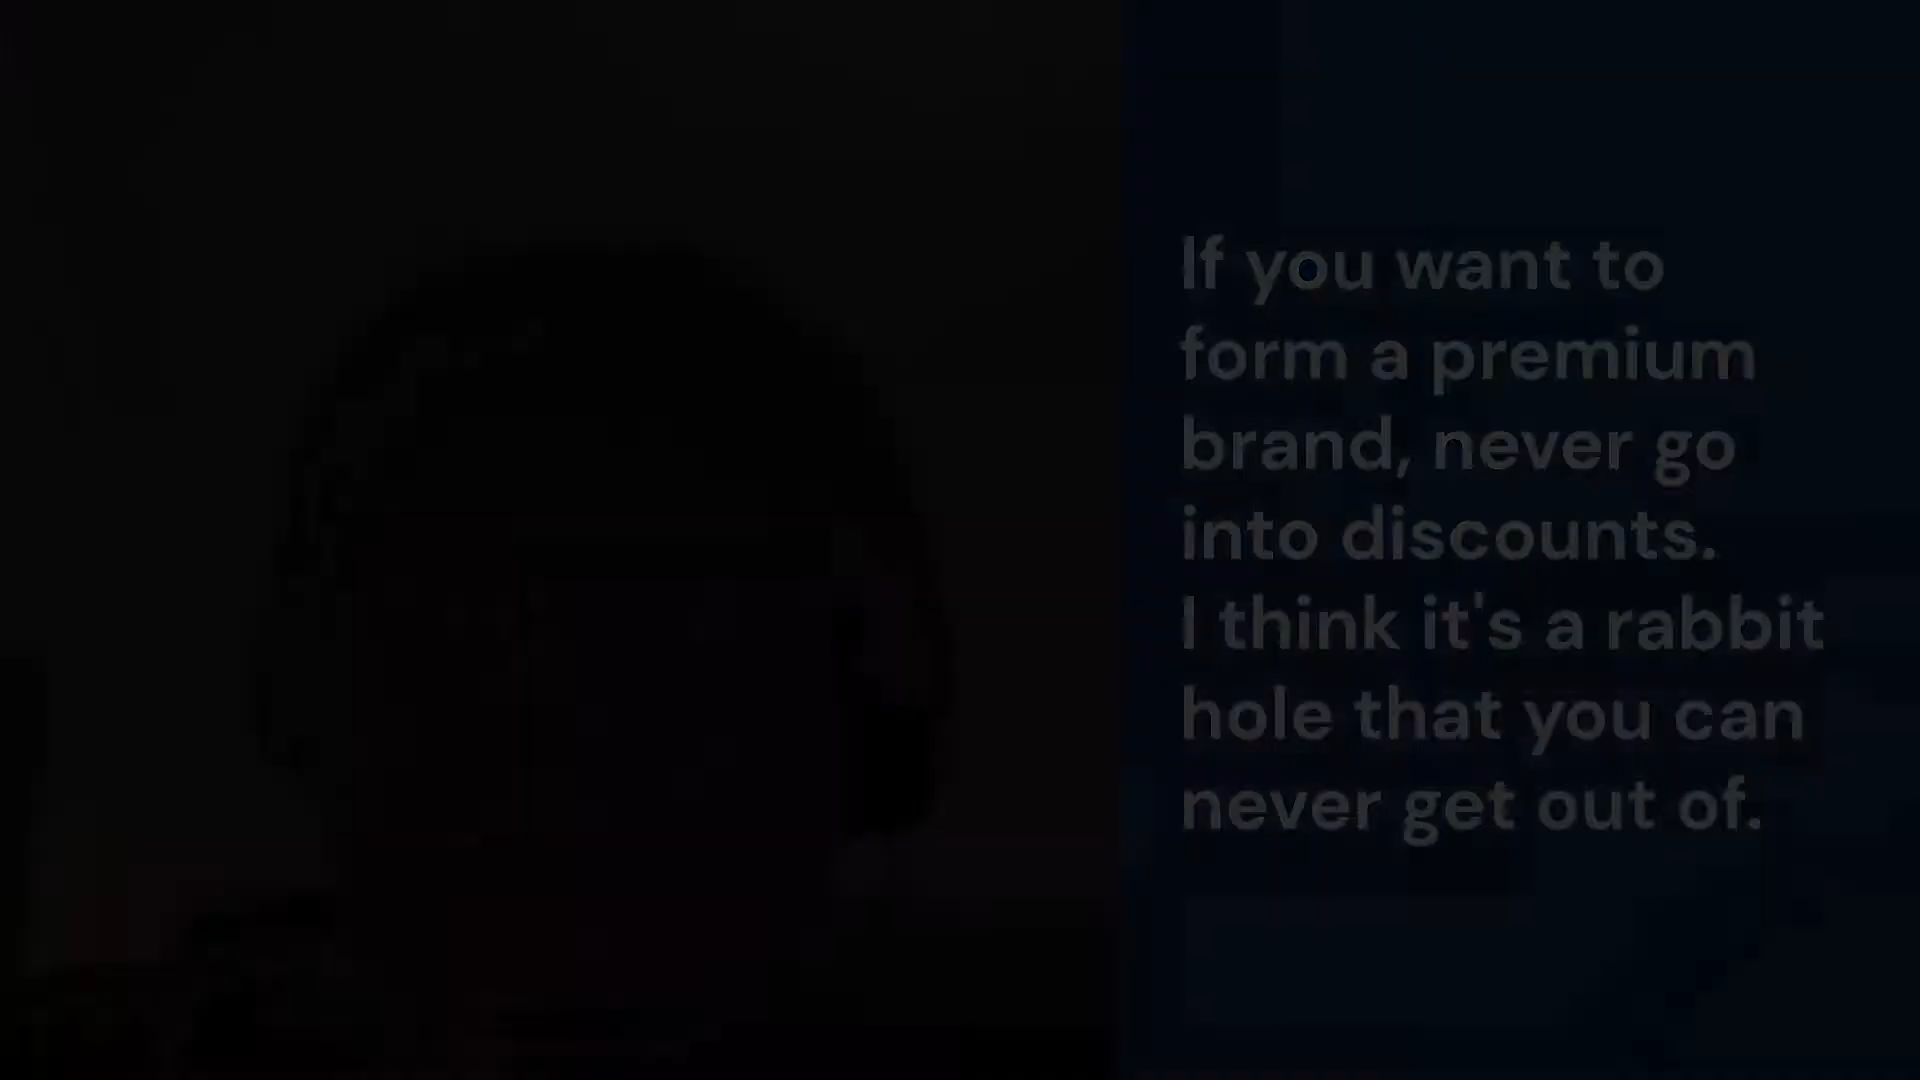 If you want to
form a premium
brand, never go
into discounts.
I think it's a rabbit
hole that you can
never get out of.